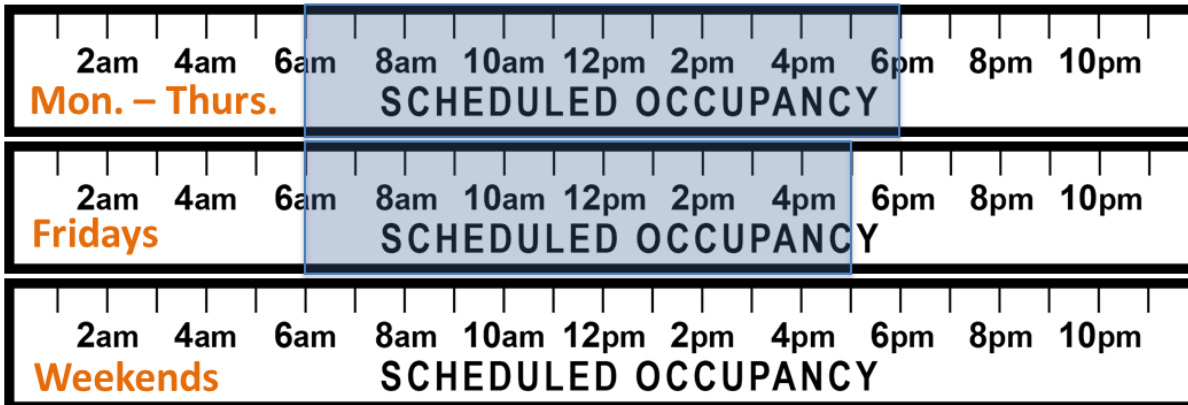 2am 4am 6am 8am 10am 12pm 2pm 4pm 6pm 8pm 10pm
Mon. – Thurs. SCHEDULED OCCUPANCY
2am 4am 6am 8am 10am 12pm 2pm 4pm 6pm 8pm 10pm
Fridays SCHEDULED OCCUPANCY
2am 4am 6am 8am 10am 12pm 2pm 4pm 6pm 8pm 10pm
Weekends SCHEDULED OCCUPANCY